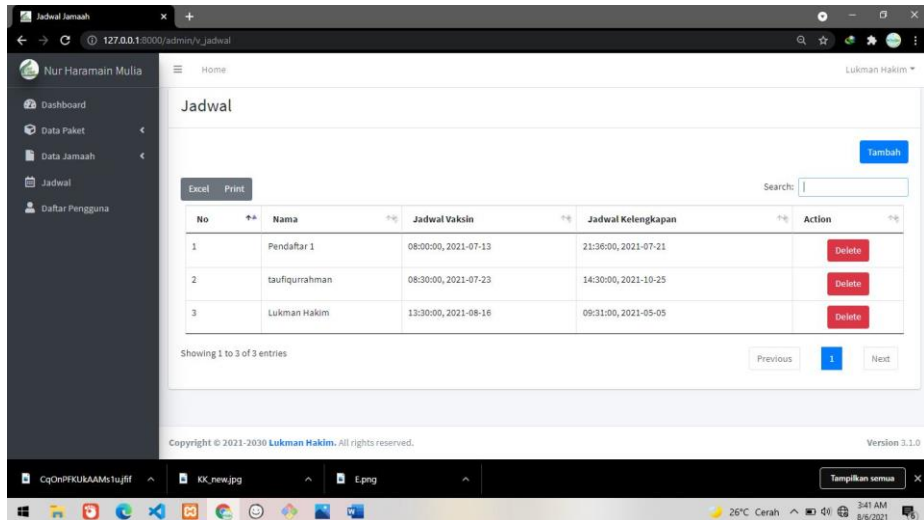 Jadwal Jamaah
127.0.0.1:8000/admin/v_jadwal
Nur Haramain Mulia
Home
Lukman Hakim
Dashboard
Data Paket
Data Jamaah
Jadwal
Daftar Pengguna
Jadwal
Tambah
Excel Print
Search:
No Nama Jadwal Vaksin Jadwal Kelengkapan Action
1 Pendaftar 1 08:00:00, 2021-07-13 21:36:00, 2021-07-21 Delete
2 taufiqurrahman 08:30:00, 2021-07-23 14:30:00, 2021-10-25 Delete
3 Lukman Hakim 13:30:00, 2021-08-16 09:31:00, 2021-05-05 Delete
Showing 1 to 3 of 3 entries
Previous 1 Next
Copyright © 2021-2030 Lukman Hakim. All rights reserved.
Version 3.1.0
KK_new.jpg
E.png
Tampilkan semua
26°C Cerah
3:41 AM
8/6/2021